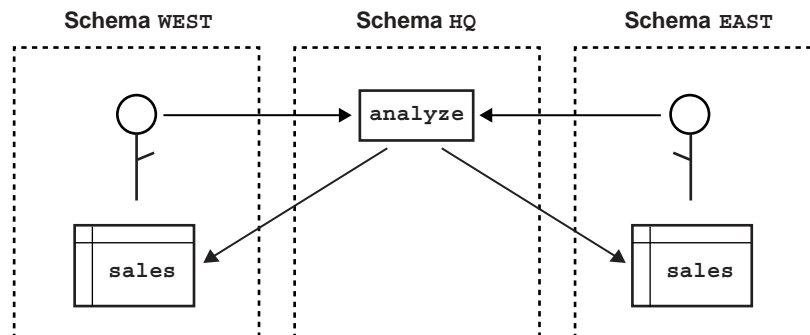 Schema WEST
Schema HQ
Schema EAST
analyze
sales
sales